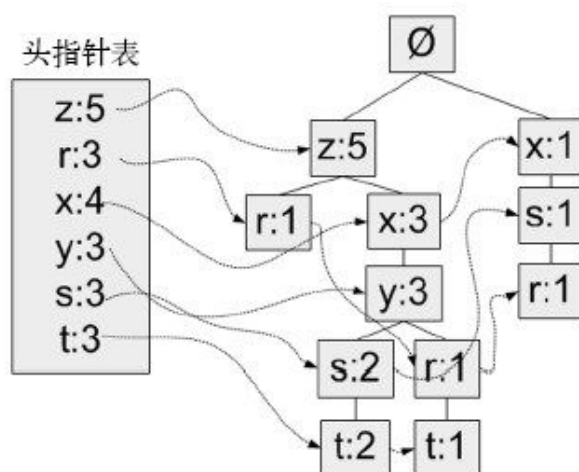 头指针表
Ø
z:5
r:3
x:4
y:3
s:3
t:3
z:5
x:1
r:1
x:3
s:1
y:3
r:1
s:2
r:1
t:2
t:1